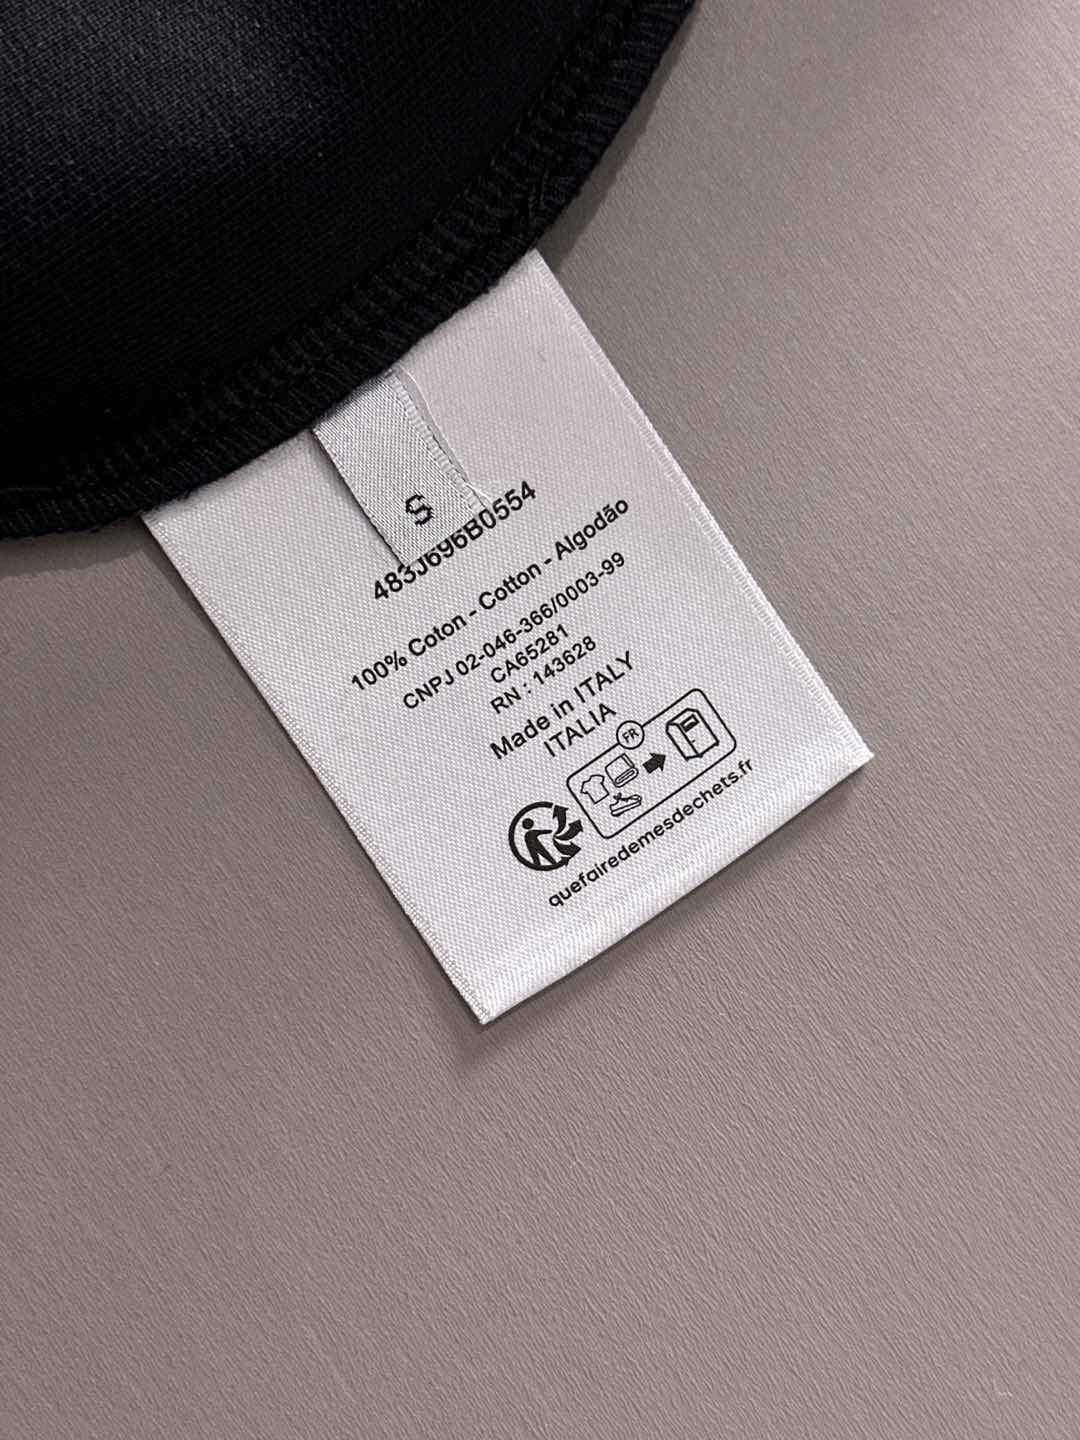 S
483J696B0554
100% Coton - Cotton - Algodão
CNPJ 02-046-366/0003-99
CA65281
RN : 143628
Made in ITALY
ITALIA
FR
quefairedemesdechets.fr